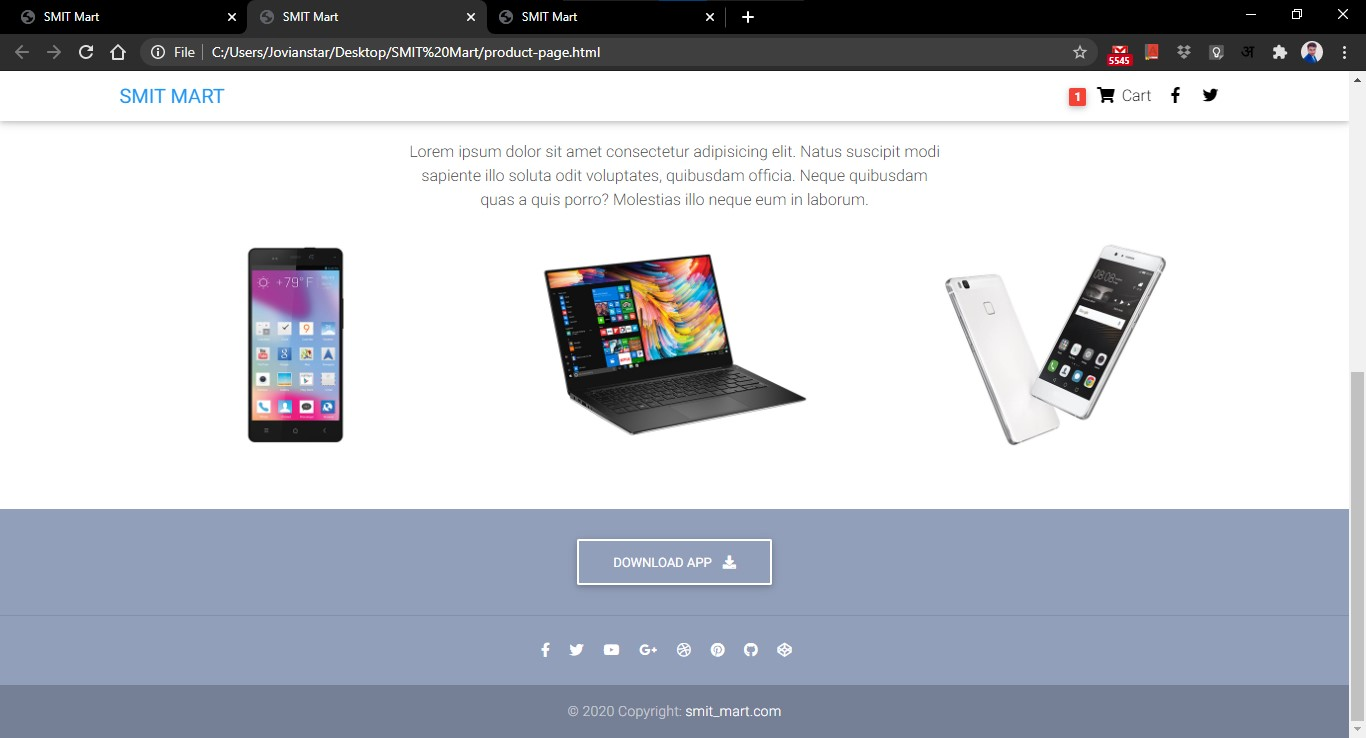 SMIT Mart
SMIT Mart
SMIT Mart
File
C:/Users/Jovianstar/Desktop/SMIT%20Mart/product-page.html
5545
अ
SMIT MART
1
Cart
Lorem ipsum dolor sit amet consectetur adipisicing elit. Natus suscipit modi
sapiente illo soluta odit voluptates, quibusdam officia. Neque quibusdam
quas a quis porro? Molestias illo neque eum in laborum.
+79°F
08:08
DOWNLOAD APP
© 2020 Copyright: smit_mart.com